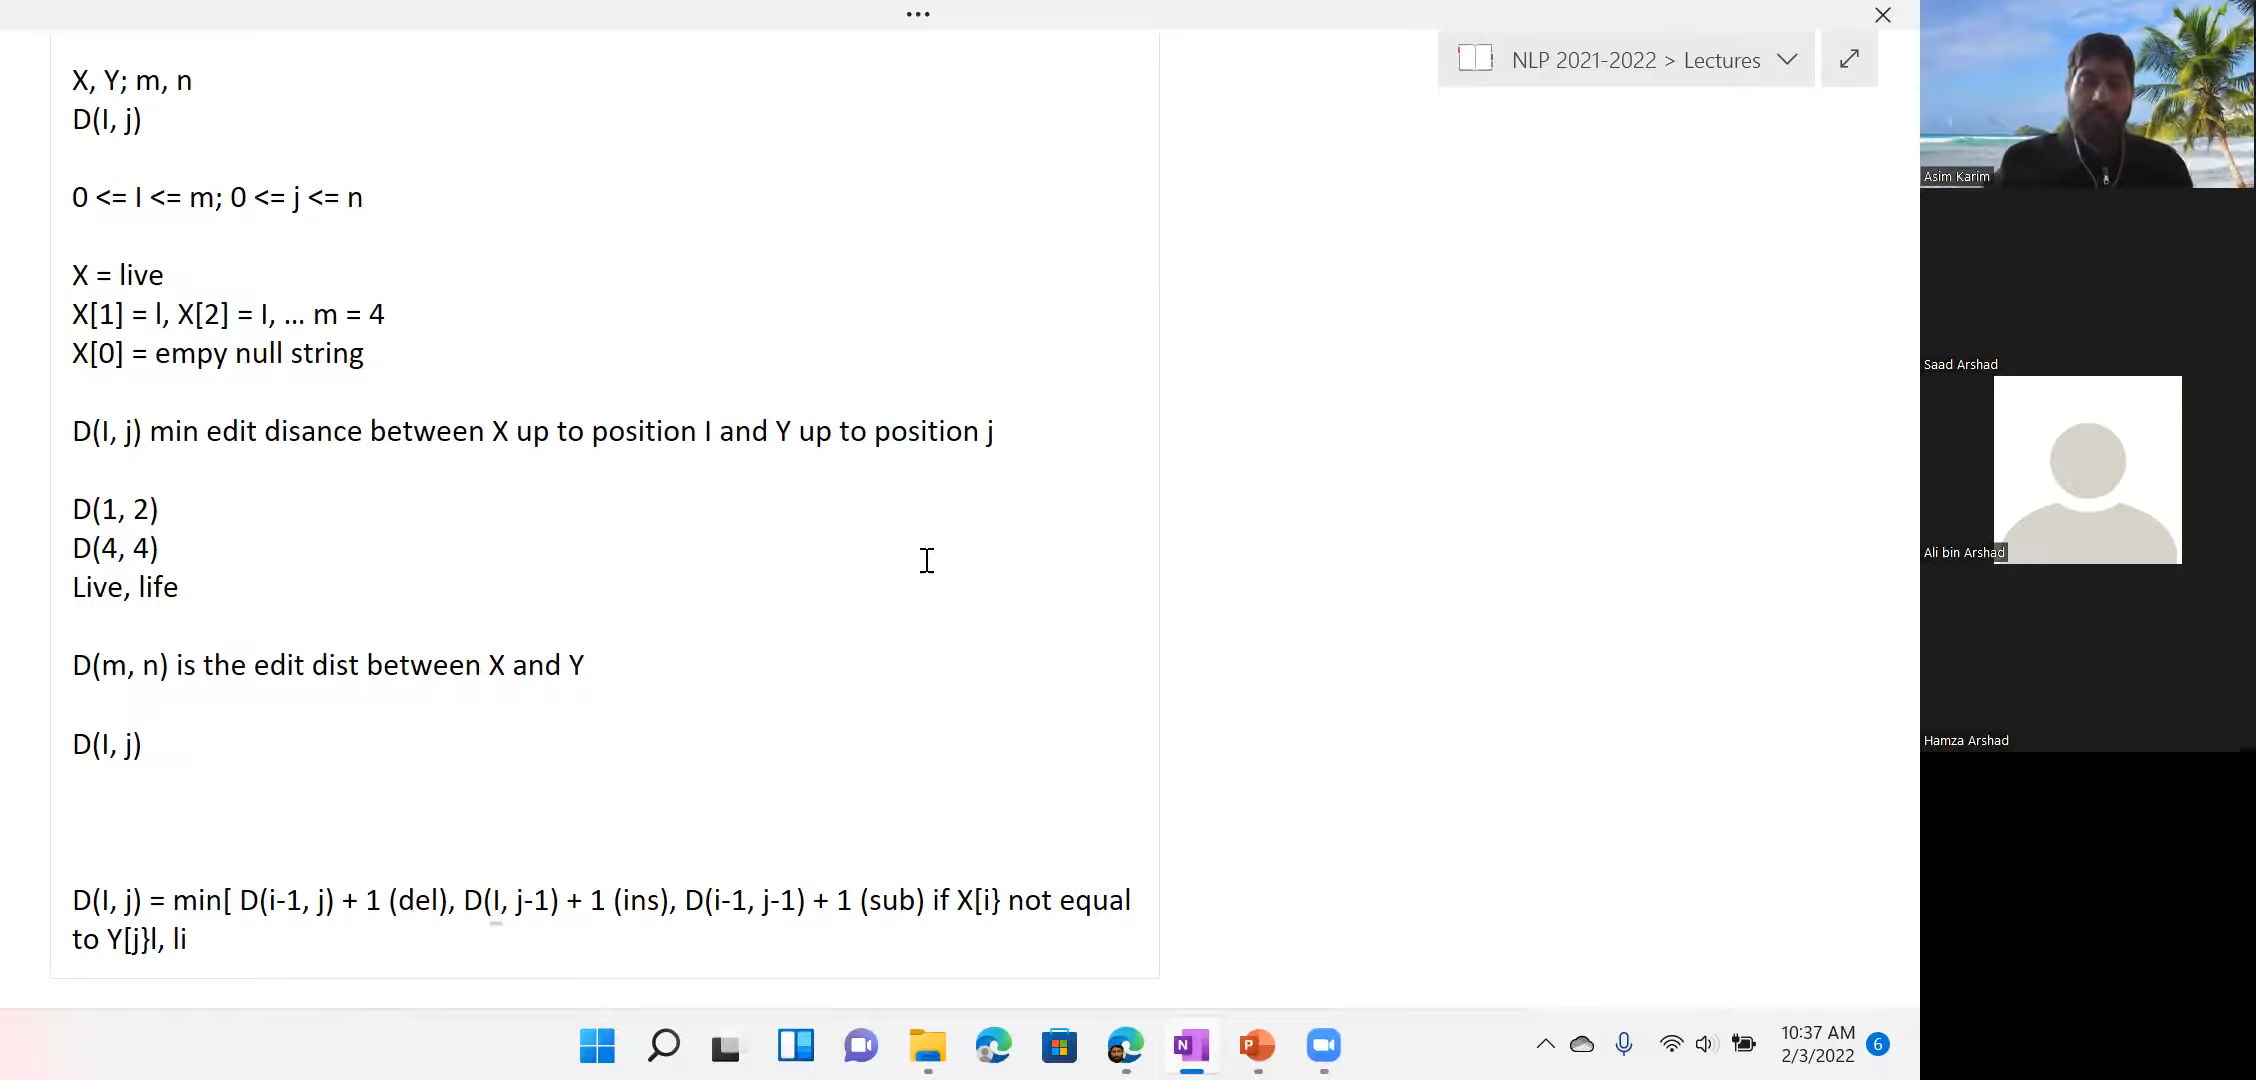 X, Y; m, n
D(I, j)
0 <= I <= m; 0 <= j <= n
X = live
X[1] = l, X[2] = I, ... m = 4
X[0] = empy null string
D(I, j) min edit disance between X up to position I and Y up to position j
D(1, 2)
D(4, 4)
Live, life
D(m, n) is the edit dist between X and Y
D(I, j)
D(I, j) = min[ D(i-1, j) + 1 (del), D(I, j-1) + 1 (ins), D(i-1, j-1) + 1 (sub) if X[i} not equal
to Y[j}l, li
NLP 2021-2022 > Lectures
Asim Karim
Saad Arshad
Ali bin Arshad
Hamza Arshad
N
P
10:37 AM
2/3/2022
6